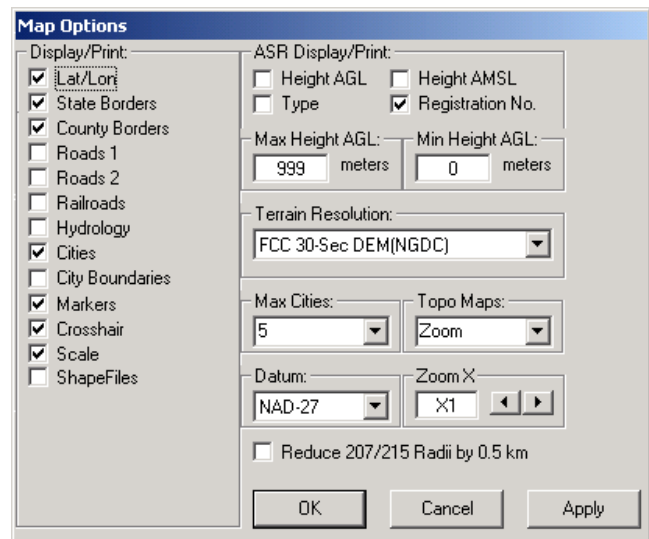 Map Options
Display/Print:
Lat/Lon
State Borders
County Borders
Roads 1
Roads 2
Railroads
Hydrology
Cities
City Boundaries
Markers
Crosshair
Scale
ShapeFiles
ASR Display/Print:
Height AGL
Height AMSL
Type
Registration No.
Max Height AGL:
999 meters
Min Height AGL:
0 meters
Terrain Resolution:
FCC 30-Sec DEM(NGDC)
Max Cities:
5
Topo Maps:
Zoom
Datum:
NAD-27
Zoom X
X1
Reduce 207/215 Radii by 0.5 km
OK
Cancel
Apply